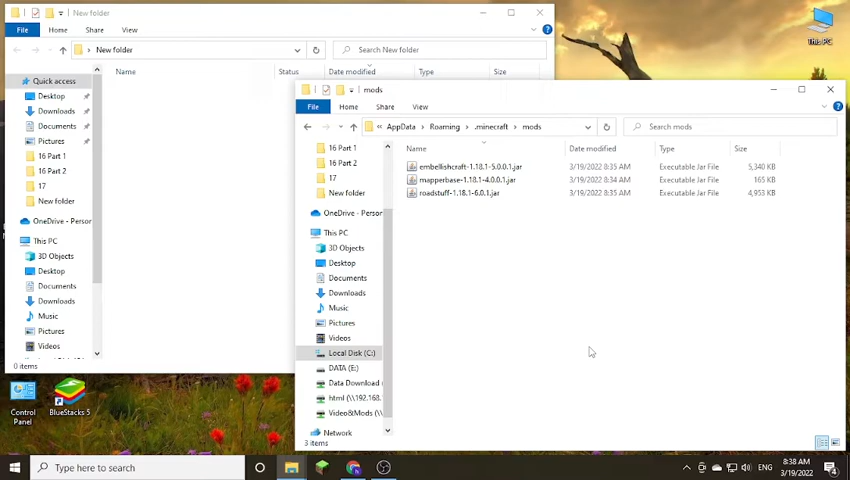 New folder
File Home Share View
New folder
Search New folder
Name Status Date modified Type Size
Quick access
Desktop
Downloads
Documents
Pictures
16 Part 1
16 Part 2
17
New folder
OneDrive - Person
This PC
3D Objects
Desktop
Documents
Downloads
Music
Pictures
Videos
0 items
This PC
mods
File Home Share View
« AppData › Roaming › .minecraft › mods
Search mods
Name Date modified Type Size
embellishcraft-1.18.1-5.0.0.1.jar 3/19/2022 8:35 AM Executable Jar File 5,340 KB
mapperbase-1.18.1-4.0.0.1.jar 3/19/2022 8:34 AM Executable Jar File 165 KB
roadstuff-1.18.1-6.0.1.jar 3/19/2022 8:35 AM Executable Jar File 4,953 KB
16 Part 1
16 Part 2
17
New folder
OneDrive - Person
This PC
3D Objects
Desktop
Documents
Downloads
Music
Pictures
Videos
Local Disk (C:)
DATA (E:)
Data Download
html (\\192.168.
Video&Mods (\\
Network
3 items
Control
Panel
BlueStacks 5
Type here to search
ENG
8:38 AM
3/19/2022
4